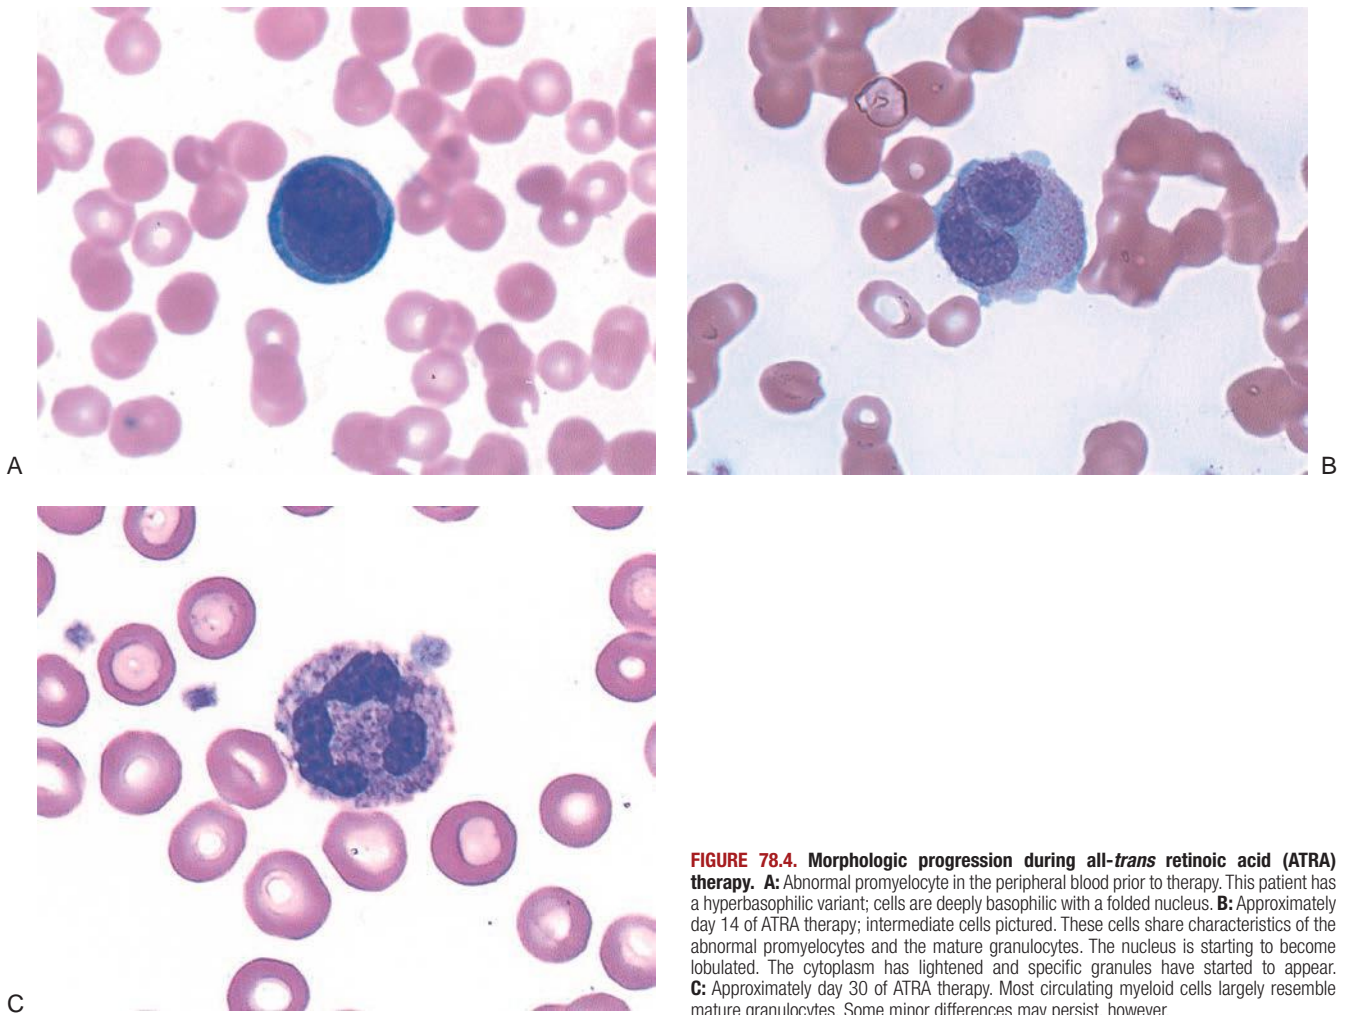 A
B
C
FIGURE 78.4. Morphologic progression during all-trans retinoic acid (ATRA)
therapy. A: Abnormal promyelocyte in the peripheral blood prior to therapy. This patient has
a hyperbasophilic variant; cells are deeply basophilic with a folded nucleus. B: Approximately
day 14 of ATRA therapy; intermediate cells pictured. These cells share characteristics of the
abnormal promyelocytes and the mature granulocytes. The nucleus is starting to become
lobulated. The cytoplasm has lightened and specific granules have started to appear.
C: Approximately day 30 of ATRA therapy. Most circulating myeloid cells largely resemble
mature granulocytes. Some minor differences may persist, however.